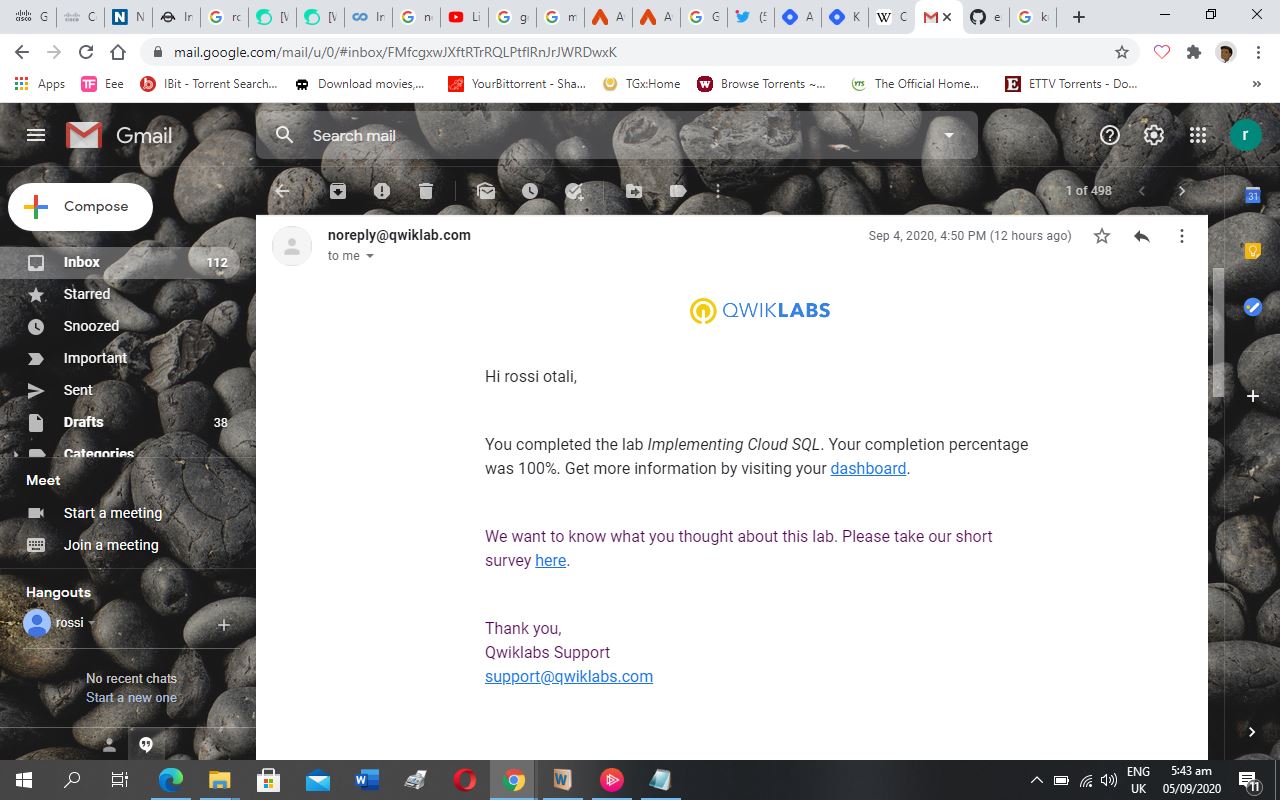 G
C
N
N
In
ro
[W
[W
In
n
Li
g
m
A
A
G
(5
A
K
C
e
k
mail.google.com/mail/u/0/#inbox/FMfcgxwJXftRTrRQLPtflRnJrJWRDwxK
Apps
Eee
IBit - Torrent Search...
Download movies,...
YourBittorrent - Sha...
TGx:Home
Browse Torrents ~...
The Official Home...
ETTV Torrents - Do...
»
Gmail
Search mail
r
Compose
1 of 498
Inbox 112
Starred
Snoozed
Important
Sent
Drafts 38
Categories
Meet
Start a meeting
Join a meeting
Hangouts
rossi
No recent chats
Start a new one
noreply@qwiklab.com
Sep 4, 2020, 4:50 PM (12 hours ago)
to me
QWIKLABS
Hi rossi otali,
You completed the lab Implementing Cloud SQL. Your completion percentage
was 100%. Get more information by visiting your dashboard.
We want to know what you thought about this lab. Please take our short
survey here.
Thank you,
Qwiklabs Support
support@qwiklabs.com
31
ENG
UK
5:43 am
05/09/2020
11